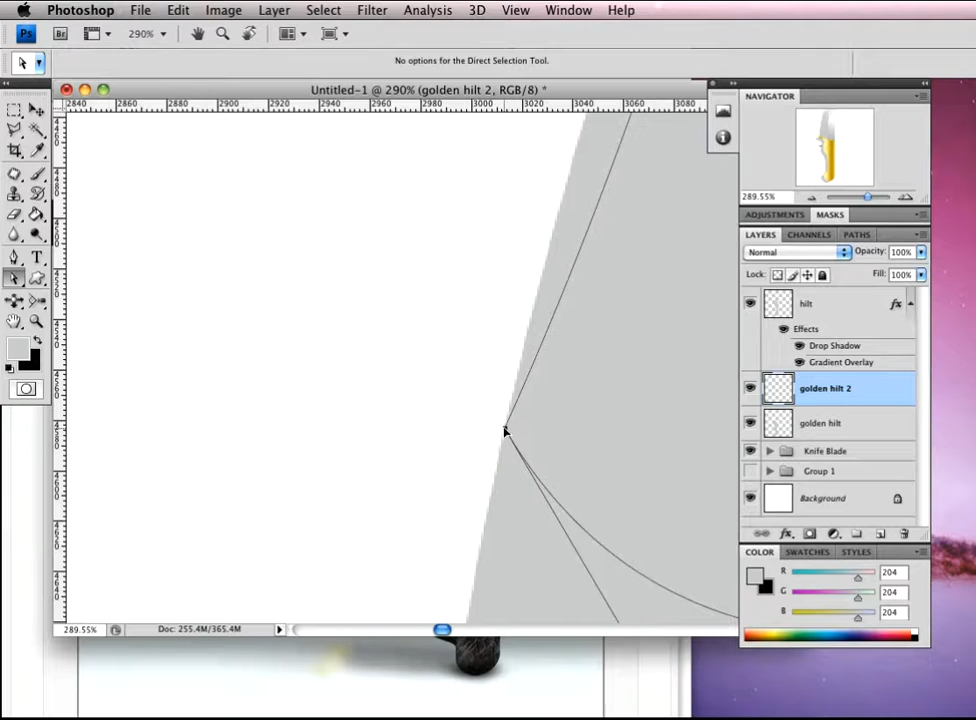 Photoshop File Edit Image Layer Select Filter Analysis 3D View Window Help
Ps Br 290%
No options for the Direct Selection Tool.
Untitled-1 @ 290% (golden hilt 2, RGB/8) *
2840 2860 2880 2900 2920 2940 2960 2980 3000 3020 3040 3060 3080
NAVIGATOR
289.55%
ADJUSTMENTS MASKS
LAYERS CHANNELS PATHS
Normal Opacity: 100%
Lock: Fill: 100%
hilt fx
Effects
Drop Shadow
Gradient Overlay
golden hilt 2
golden hilt
Knife Blade
Group 1
Background
fx
COLOR SWATCHES STYLES
R 204
G 204
B 204
289.55% Doc: 255.4M/365.4M